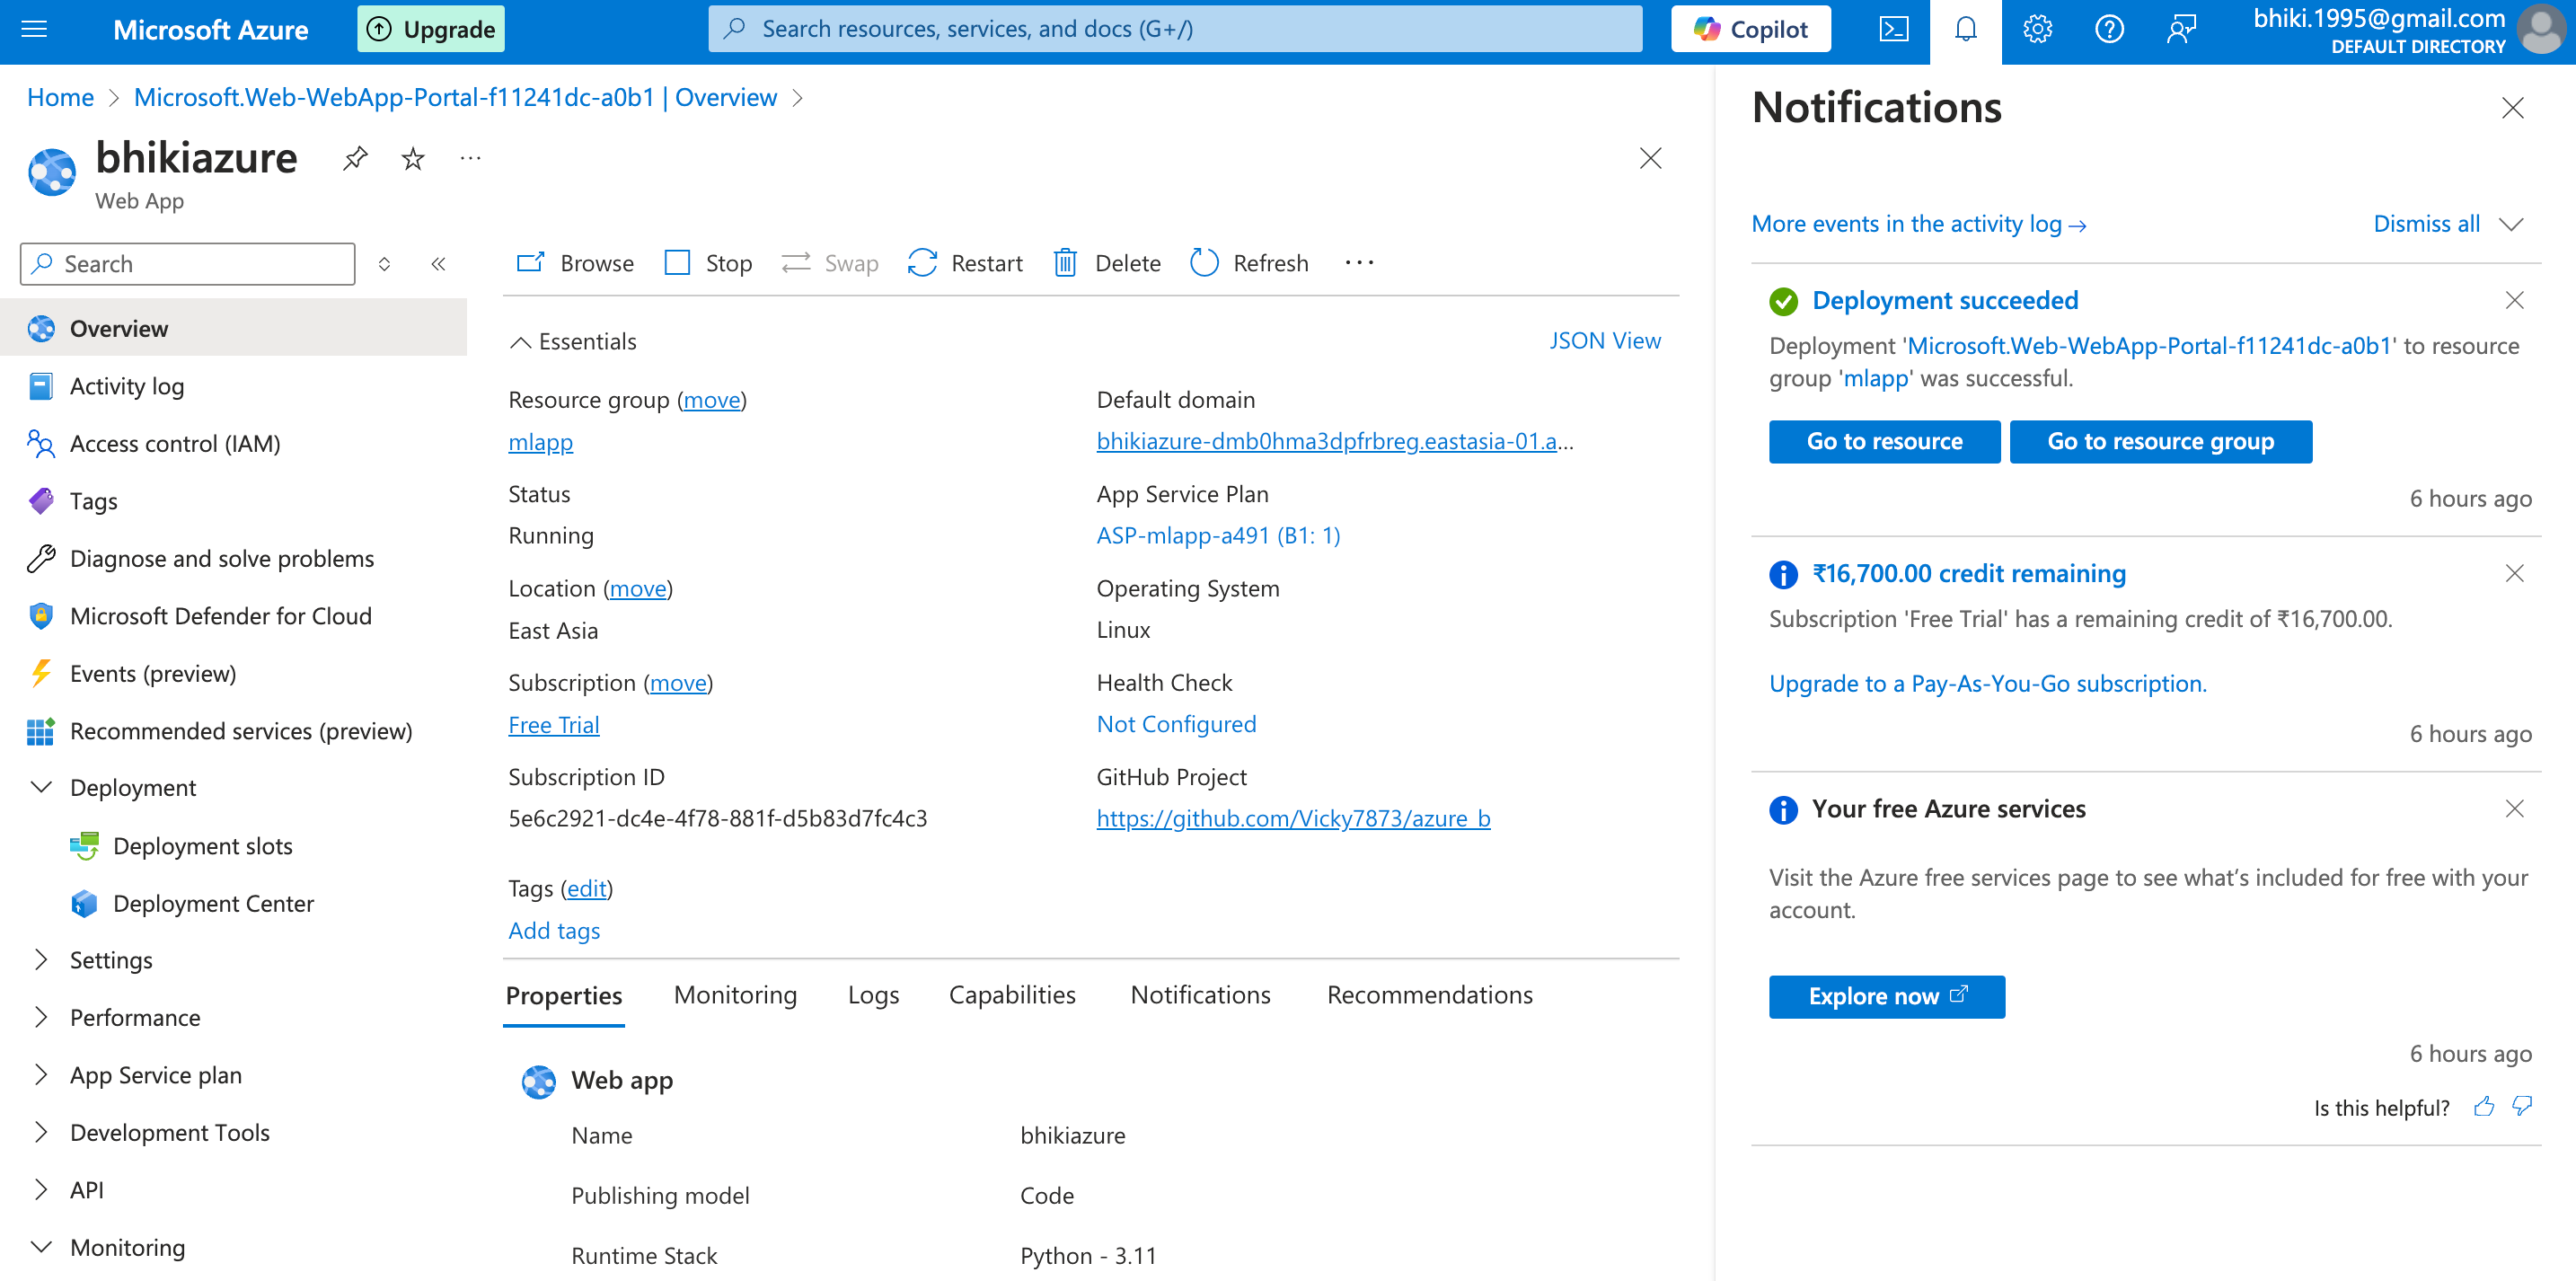 Microsoft Azure
Upgrade
Search resources, services, and docs (G+/)
Copilot
bhiki.1995@gmail.com
DEFAULT DIRECTORY
Home > Microsoft.Web-WebApp-Portal-f11241dc-a0b1 | Overview >
bhikiazure
Web App
Search
Overview
Activity log
Access control (IAM)
Tags
Diagnose and solve problems
Microsoft Defender for Cloud
Events (preview)
Recommended services (preview)
Deployment
Deployment slots
Deployment Center
Settings
Performance
App Service plan
Development Tools
API
Monitoring
Browse
Stop
Swap
Restart
Delete
Refresh
Essentials
JSON View
Resource group (move)
mlapp
Status
Running
Location (move)
East Asia
Subscription (move)
Free Trial
Subscription ID
5e6c2921-dc4e-4f78-881f-d5b83d7fc4c3
Default domain
bhikiazure-dmb0hma3dpfrbreg.eastasia-01.a...
App Service Plan
ASP-mlapp-a491 (B1: 1)
Operating System
Linux
Health Check
Not Configured
GitHub Project
https://github.com/Vicky7873/azure_b
Tags (edit)
Add tags
Properties
Monitoring
Logs
Capabilities
Notifications
Recommendations
Web app
Name
bhikiazure
Publishing model
Code
Runtime Stack
Python - 3.11
Notifications
More events in the activity log →
Dismiss all
Deployment succeeded
Deployment 'Microsoft.Web-WebApp-Portal-f11241dc-a0b1' to resource
group 'mlapp' was successful.
Go to resource
Go to resource group
6 hours ago
₹16,700.00 credit remaining
Subscription 'Free Trial' has a remaining credit of ₹16,700.00.
Upgrade to a Pay-As-You-Go subscription.
6 hours ago
Your free Azure services
Visit the Azure free services page to see what’s included for free with your
account.
Explore now
6 hours ago
Is this helpful?